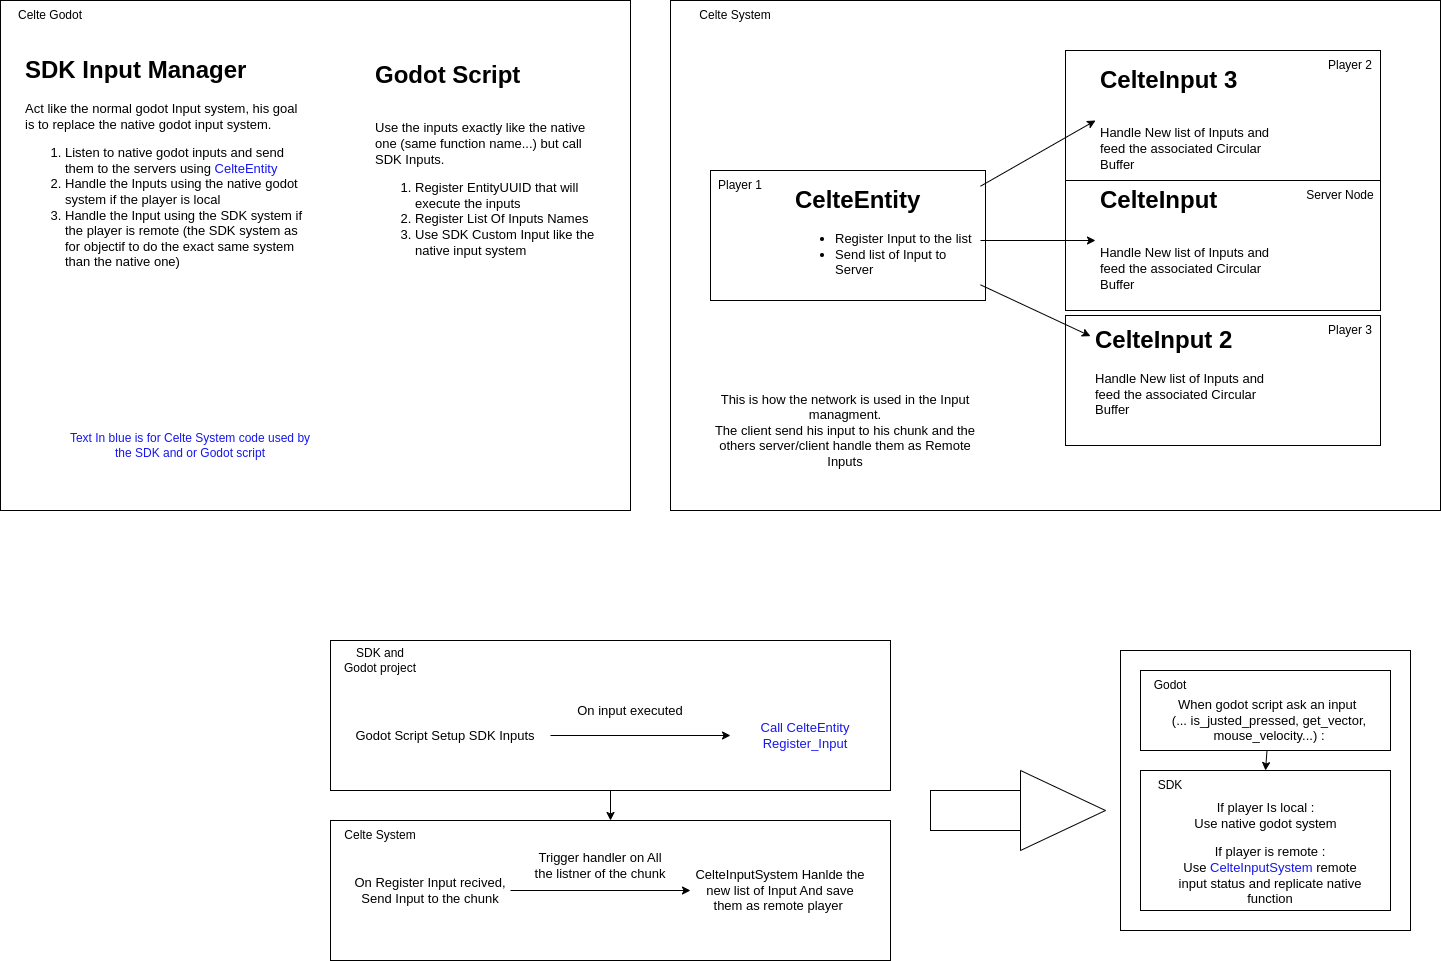 Celte Godot
SDK Input Manager
Act like the normal godot Input system, his goal
is to replace the native godot input system.
1. Listen to native godot inputs and send
them to the servers using CelteEntity
2. Handle the Inputs using the native godot
system if the player is local
3. Handle the Input using the SDK system if
the player is remote (the SDK system as
for objectif to do the exact same system
than the native one)
Godot Script
Use the inputs exactly like the native
one (same function name...) but call
SDK Inputs.
1. Register EntityUUID that will
execute the inputs
2. Register List Of Inputs Names
3. Use SDK Custom Input like the
native input system
Text In blue is for Celte System code used by
the SDK and or Godot script
Celte System
Player 1
CelteEntity
• Register Input to the list
• Send list of Input to
Server
Player 2
CelteInput 3
Handle New list of Inputs and
feed the associated Circular
Buffer
Server Node
CelteInput
Handle New list of Inputs and
feed the associated Circular
Buffer
Player 3
CelteInput 2
Handle New list of Inputs and
feed the associated Circular
Buffer
This is how the network is used in the Input
managment.
The client send his input to his chunk and the
others server/client handle them as Remote
Inputs
SDK and
Godot project
Godot Script Setup SDK Inputs
On input executed
Call CelteEntity
Register_Input
Celte System
On Register Input recived,
Send Input to the chunk
Trigger handler on All
the listner of the chunk
CelteInputSystem Hanlde the
new list of Input And save
them as remote player
Godot
When godot script ask an input
(... is_justed_pressed, get_vector,
mouse_velocity...) :
SDK
If player Is local :
Use native godot system
If player is remote :
Use CelteInputSystem remote
input status and replicate native
function